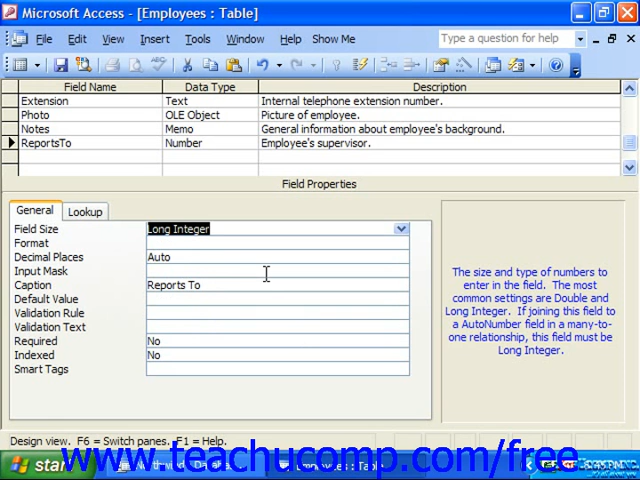 Microsoft Access - [Employees : Table]
File Edit View Insert Tools Window Help Show Me Type a question for help
Field Name Data Type Description
Extension Text Internal telephone extension number.
Photo OLE Object Picture of employee.
Notes Memo General information about employee's background.
ReportsTo Number Employee's supervisor.
Field Properties
General Lookup
Field Size Long Integer
Format
Decimal Places Auto
Input Mask
Caption Reports To
Default Value
Validation Rule
Validation Text
Required No
Indexed No
Smart Tags
The size and type of numbers to
enter in the field. The most
common settings are Double and
Long Integer. If joining this field to
a AutoNumber field in a many-to-
one relationship, this field must be
Long Integer.
Design view. F6 = Switch panes. F1 = Help.
www.teachucomp.com/free
start Employees : Table